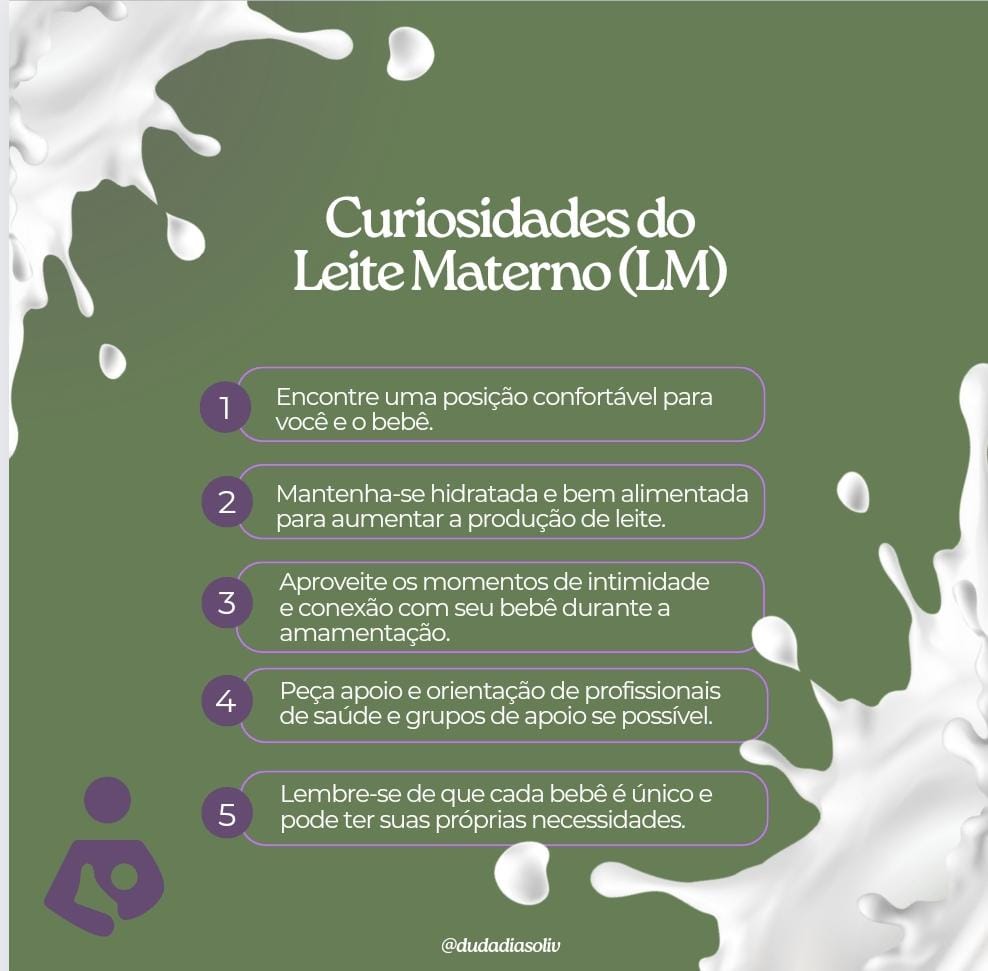 Curiosidades do
Leite Materno (LM)
1
Encontre uma posição confortável para
você e o bebê.
2
Mantenha-se hidratada e bem alimentada
para aumentar a produção de leite.
3
Aproveite os momentos de intimidade
e conexão com seu bebê durante a
amamentação.
4
Peça apoio e orientação de profissionais
de saúde e grupos de apoio se possível.
5
Lembre-se de que cada bebê é único e
pode ter suas próprias necessidades.
@dudadiasoliv